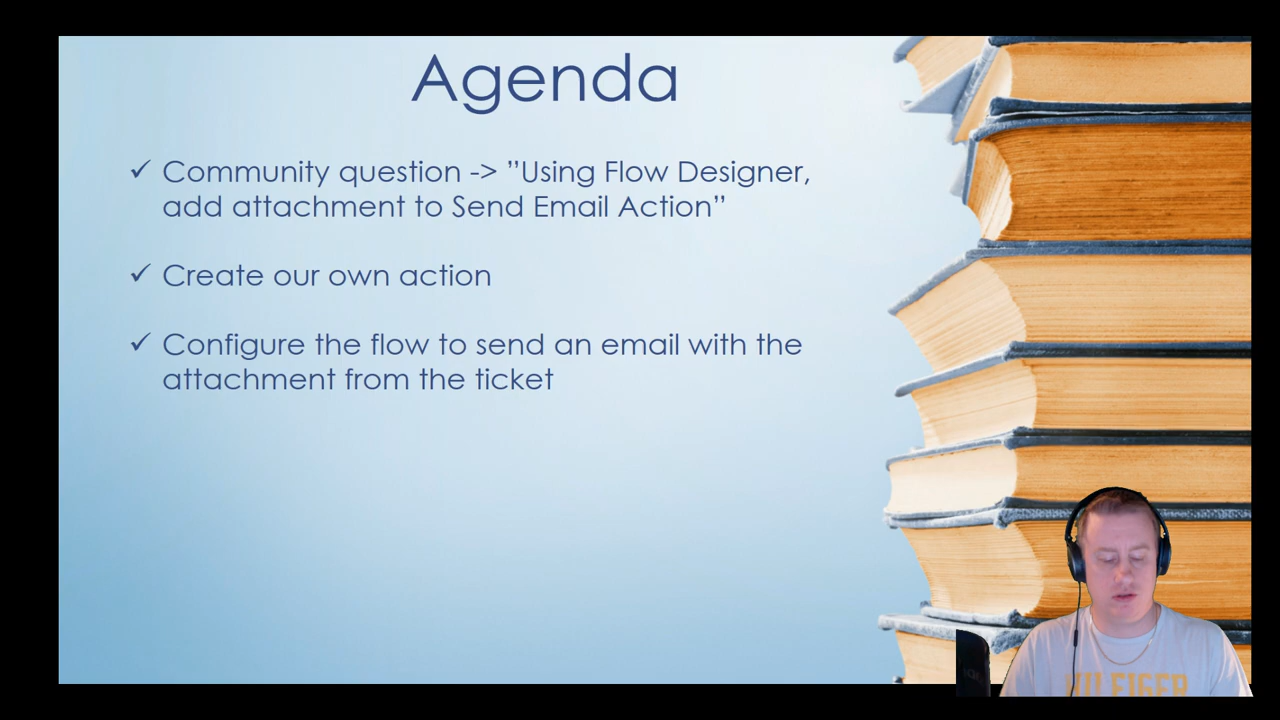 Agenda
✓ Community question -> ”Using Flow Designer,
add attachment to Send Email Action”
✓ Create our own action
✓ Configure the flow to send an email with the
attachment from the ticket
HILFIGER